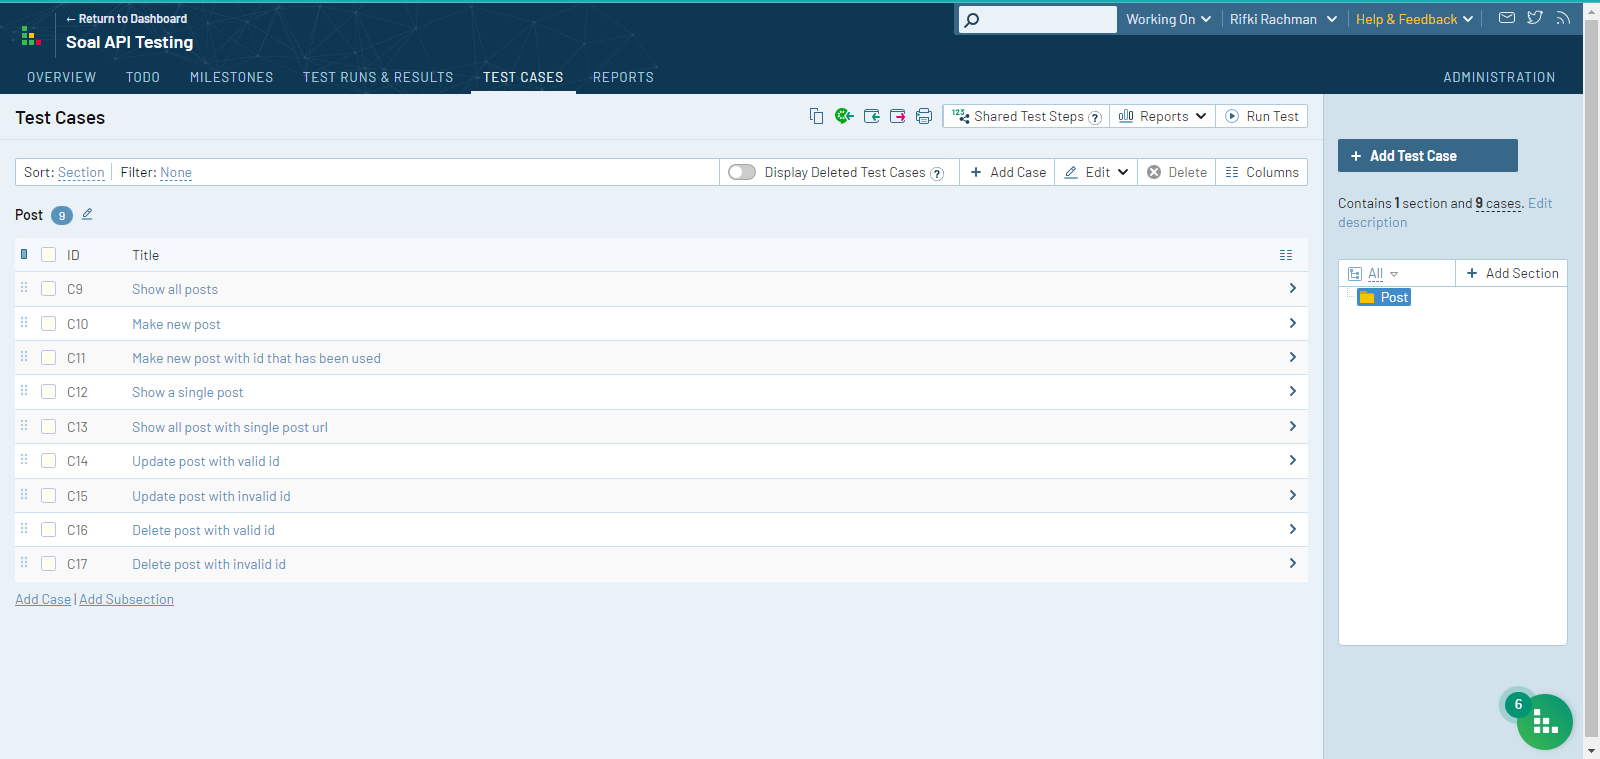 ← Return to Dashboard
Soal API Testing
Working On
Rifki Rachman
Help & Feedback
OVERVIEW TODO MILESTONES TEST RUNS & RESULTS TEST CASES REPORTS ADMINISTRATION
Test Cases
123 Shared Test Steps ? Reports Run Test
Sort: Section Filter: None
Display Deleted Test Cases ? + Add Case Edit Delete Columns
Post 9
ID Title
C9 Show all posts
C10 Make new post
C11 Make new post with id that has been used
C12 Show a single post
C13 Show all post with single post url
C14 Update post with valid id
C15 Update post with invalid id
C16 Delete post with valid id
C17 Delete post with invalid id
Add Case | Add Subsection
+ Add Test Case
Contains 1 section and 9 cases. Edit
description
All + Add Section
Post
6